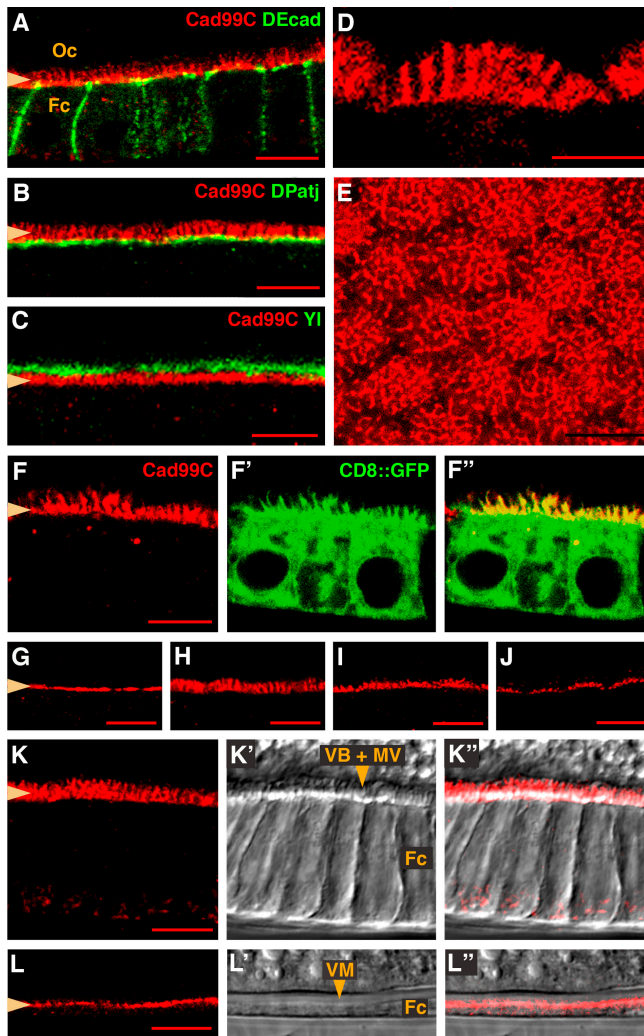 A Cad99C DEcad
Oc
Fc
D
B Cad99C DPatj
E
C Cad99C Yl
F Cad99C
F' CD8::GFP
F"
G
H
I
J
K
K' VB + MV
Fc
K"
L
L' VM
Fc
L"